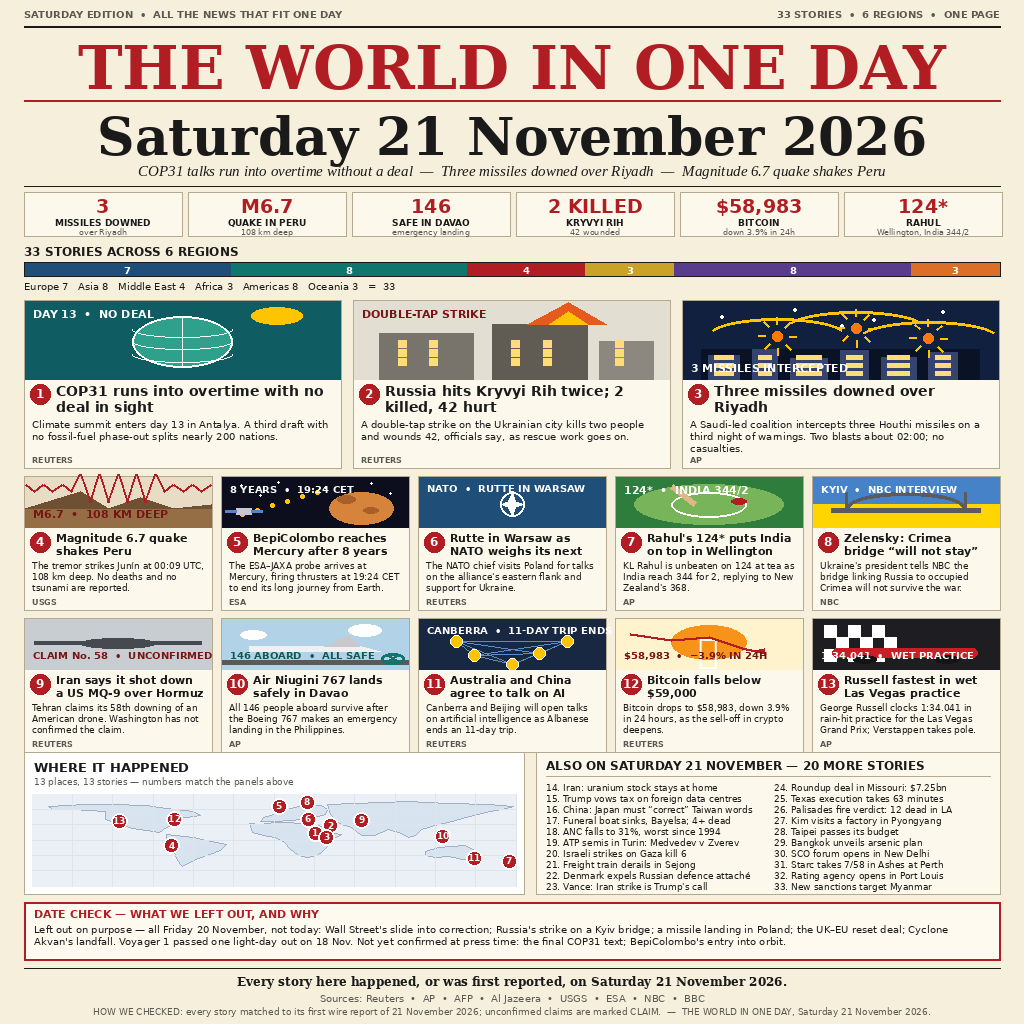 SATURDAY EDITION • ALL THE NEWS THAT FIT ONE DAY
33 STORIES • 6 REGIONS • ONE PAGE
THE WORLD IN ONE DAY
Saturday 21 November 2026
COP31 talks run into overtime without a deal — Three missiles downed over Riyadh — Magnitude 6.7 quake shakes Peru
3
MISSILES DOWNED
over Riyadh
M6.7
QUAKE IN PERU
108 km deep
146
SAFE IN DAVAO
emergency landing
2 KILLED
KRYVYI RIH
42 wounded
$58,983
BITCOIN
down 3.9% in 24h
124*
RAHUL
Wellington, India 344/2
33 STORIES ACROSS 6 REGIONS
7 8 4 3 8 3
Europe 7 Asia 8 Middle East 4 Africa 3 Americas 8 Oceania 3 = 33
DAY 13 • NO DEAL
1 COP31 runs into overtime with no
deal in sight
Climate summit enters day 13 in Antalya. A third draft with
no fossil-fuel phase-out splits nearly 200 nations.
REUTERS
DOUBLE-TAP STRIKE
2 Russia hits Kryvyi Rih twice; 2
killed, 42 hurt
A double-tap strike on the Ukrainian city kills two people
and wounds 42, officials say, as rescue work goes on.
REUTERS
3 MISSILES INTERCEPTED
3 Three missiles downed over
Riyadh
A Saudi-led coalition intercepts three Houthi missiles on a
third night of warnings. Two blasts about 02:00; no
casualties.
AP
M6.7 • 108 KM DEEP
4 Magnitude 6.7 quake
shakes Peru
The tremor strikes Junín at 00:09 UTC,
108 km deep. No deaths and no
tsunami are reported.
USGS
8 YEARS • 19:24 CET
5 BepiColombo reaches
Mercury after 8 years
The ESA–JAXA probe arrives at
Mercury, firing thrusters at 19:24 CET
to end its long journey from Earth.
ESA
NATO • RUTTE IN WARSAW
6 Rutte in Warsaw as
NATO weighs its next
The NATO chief visits Poland for talks
on the alliance's eastern flank and
support for Ukraine.
REUTERS
124* • INDIA 344/2
7 Rahul's 124* puts India
on top in Wellington
KL Rahul is unbeaten on 124 at tea as
India reach 344 for 2, replying to New
Zealand's 368.
AP
KYIV • NBC INTERVIEW
8 Zelensky: Crimea
bridge “will not stay”
Ukraine's president tells NBC the
bridge linking Russia to occupied
Crimea will not survive the war.
NBC
CLAIM No. 58 • UNCONFIRMED
9 Iran says it shot down
a US MQ-9 over Hormuz
Tehran claims its 58th downing of an
American drone. Washington has not
confirmed the claim.
REUTERS
146 ABOARD • ALL SAFE
10 Air Niugini 767 lands
safely in Davao
All 146 people aboard survive after
the Boeing 767 makes an emergency
landing in the Philippines.
AP
CANBERRA • 11-DAY TRIP ENDS
11 Australia and China
agree to talk on AI
Canberra and Beijing will open talks
on artificial intelligence as Albanese
ends an 11-day trip.
REUTERS
$58,983 • −3.9% IN 24H
12 Bitcoin falls below
$59,000
Bitcoin drops to $58,983, down 3.9%
in 24 hours, as the sell-off in crypto
deepens.
REUTERS
1:34.041 • WET PRACTICE
13 Russell fastest in wet
Las Vegas practice
George Russell clocks 1:34.041 in
rain-hit practice for the Las Vegas
Grand Prix; Verstappen takes pole.
AP
WHERE IT HAPPENED
13 places, 13 stories — numbers match the panels above
13 12 4 5 8 6 1 2 3 9 10 11 7
ALSO ON SATURDAY 21 NOVEMBER — 20 MORE STORIES
14. Iran: uranium stock stays at home
15. Trump vows tax on foreign data centres
16. China: Japan must “correct” Taiwan words
17. Funeral boat sinks, Bayelsa; 4+ dead
18. ANC falls to 31%, worst since 1994
19. ATP semis in Turin: Medvedev v Zverev
20. Israeli strikes on Gaza kill 6
21. Freight train derails in Sejong
22. Denmark expels Russian defence attaché
23. Vance: Iran strike is Trump's call
24. Roundup deal in Missouri: $7.25bn
25. Texas execution takes 63 minutes
26. Palisades fire verdict: 12 dead in LA
27. Kim visits a factory in Pyongyang
28. Taipei passes its budget
29. Bangkok unveils arsenic plan
30. SCO forum opens in New Delhi
31. Starc takes 7/58 in Ashes at Perth
32. Rating agency opens in Port Louis
33. New sanctions target Myanmar
DATE CHECK — WHAT WE LEFT OUT, AND WHY
Left out on purpose — all Friday 20 November, not today: Wall Street's slide into correction; Russia's strike on a Kyiv bridge; a missile landing in Poland; the UK–EU reset deal; Cyclone
Akvan's landfall. Voyager 1 passed one light-day out on 18 Nov. Not yet confirmed at press time: the final COP31 text; BepiColombo's entry into orbit.
Every story here happened, or was first reported, on Saturday 21 November 2026.
Sources: Reuters • AP • AFP • Al Jazeera • USGS • ESA • NBC • BBC
HOW WE CHECKED: every story matched to its first wire report of 21 November 2026; unconfirmed claims are marked CLAIM. — THE WORLD IN ONE DAY, Saturday 21 November 2026.